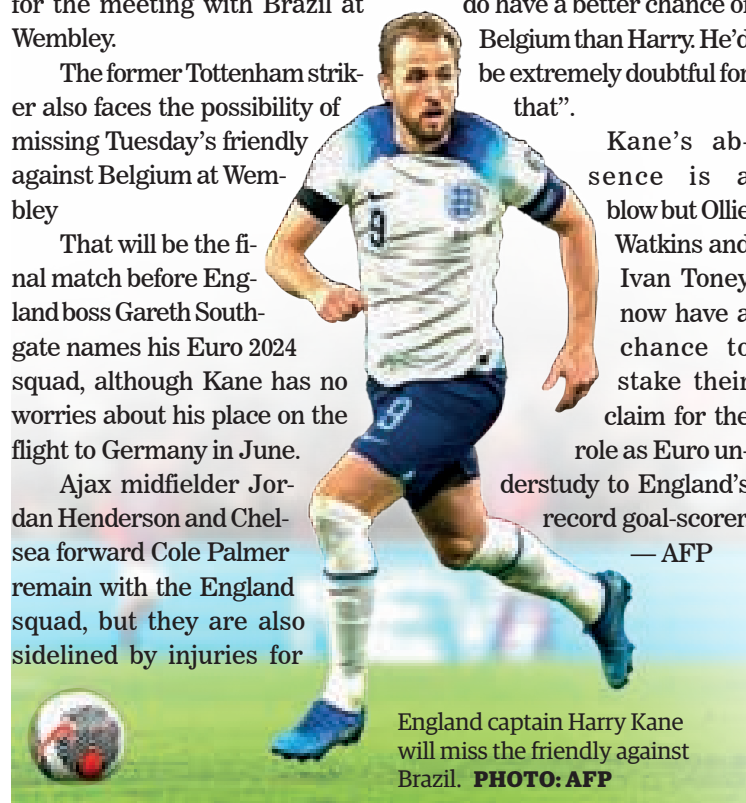 for the meeting with Brazil at
Wembley.
The former Tottenham strik-
er also faces the possibility of
missing Tuesday's friendly
against Belgium at Wem-
bley
That will be the fi-
nal match before Eng-
land boss Gareth South-
gate names his Euro 2024
squad, although Kane has no
worries about his place on the
flight to Germany in June.
Ajax midfielder Jor-
dan Henderson and Chel-
sea forward Cole Palmer
remain with the England
squad, but they are also
sidelined by injuries for
do have a better chance of
Belgium than Harry. He'd
be extremely doubtful for
that”.
Kane's ab-
sence is a
blow but Ollie
Watkins and
Ivan Toney
now have a
chance to
stake their
claim for the
role as Euro un-
derstudy to England's
record goal-scorer
— AFP
9
9
England captain Harry Kane
will miss the friendly against
Brazil. PHOTO: AFP